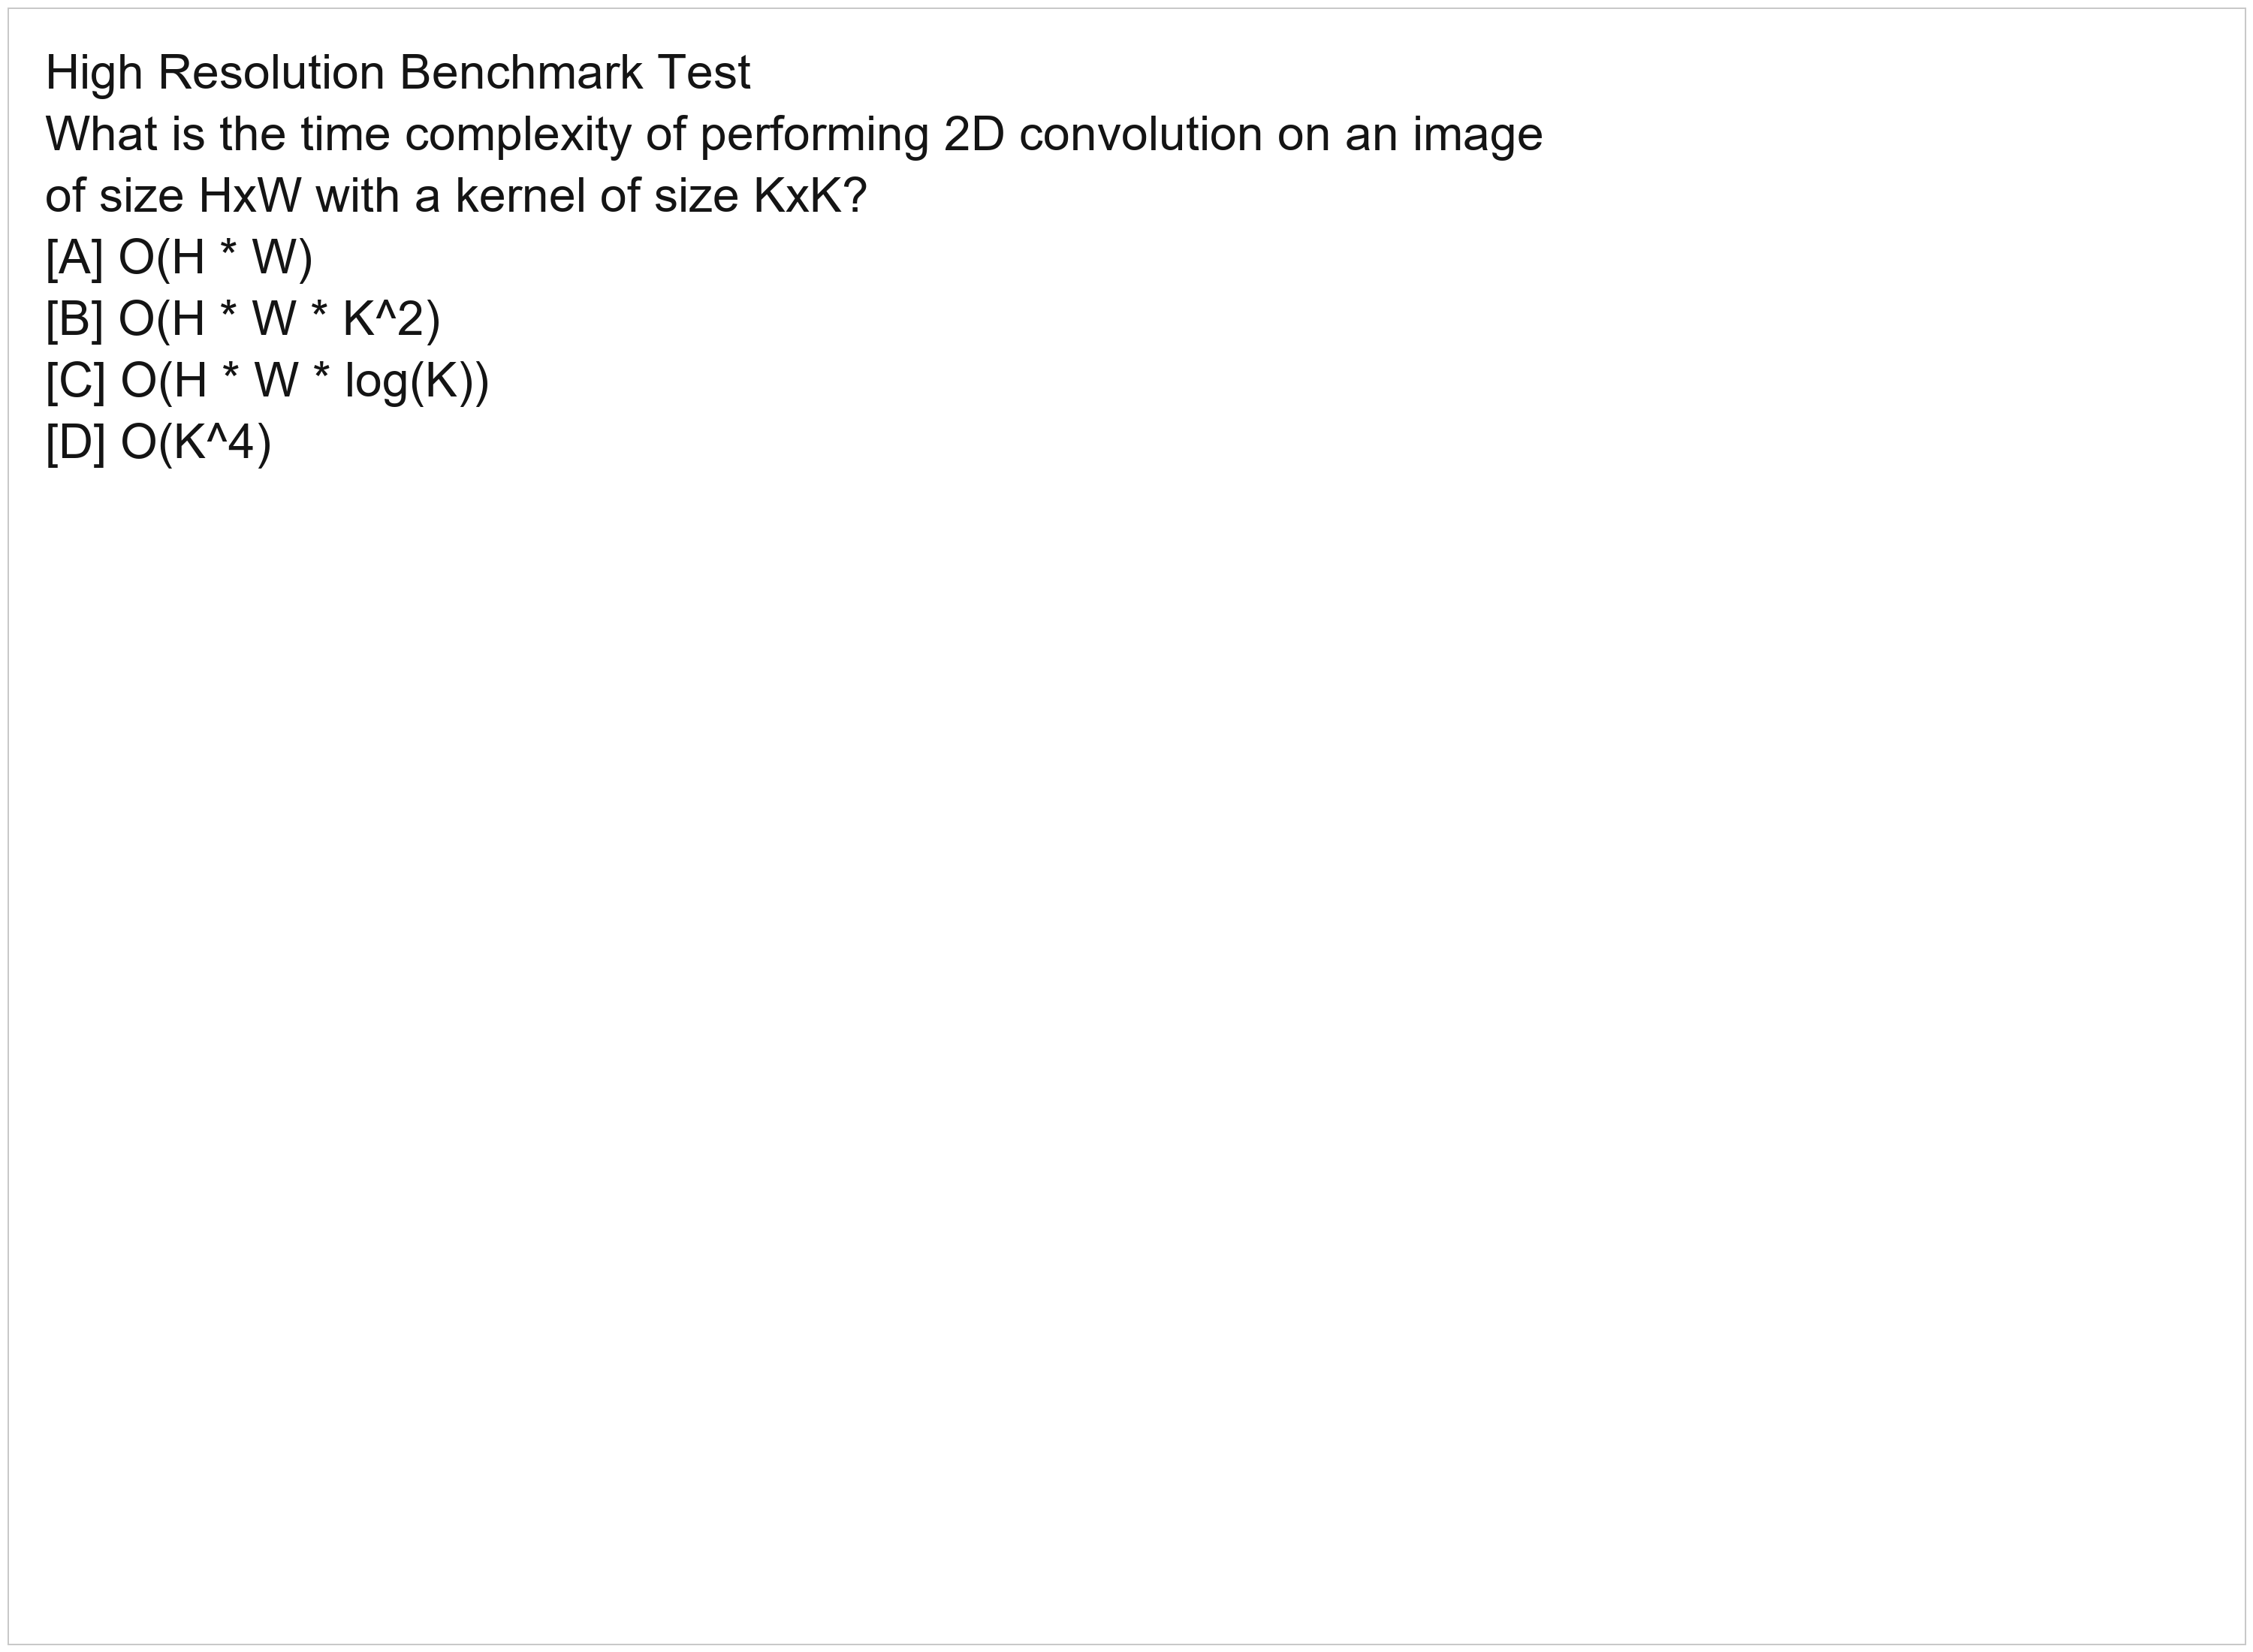 High Resolution Benchmark Test
What is the time complexity of performing 2D convolution on an image
of size HxW with a kernel of size KxK?
[A] O(H * W)
[B] O(H * W * K^2)
[C] O(H * W * log(K))
[D] O(K^4)